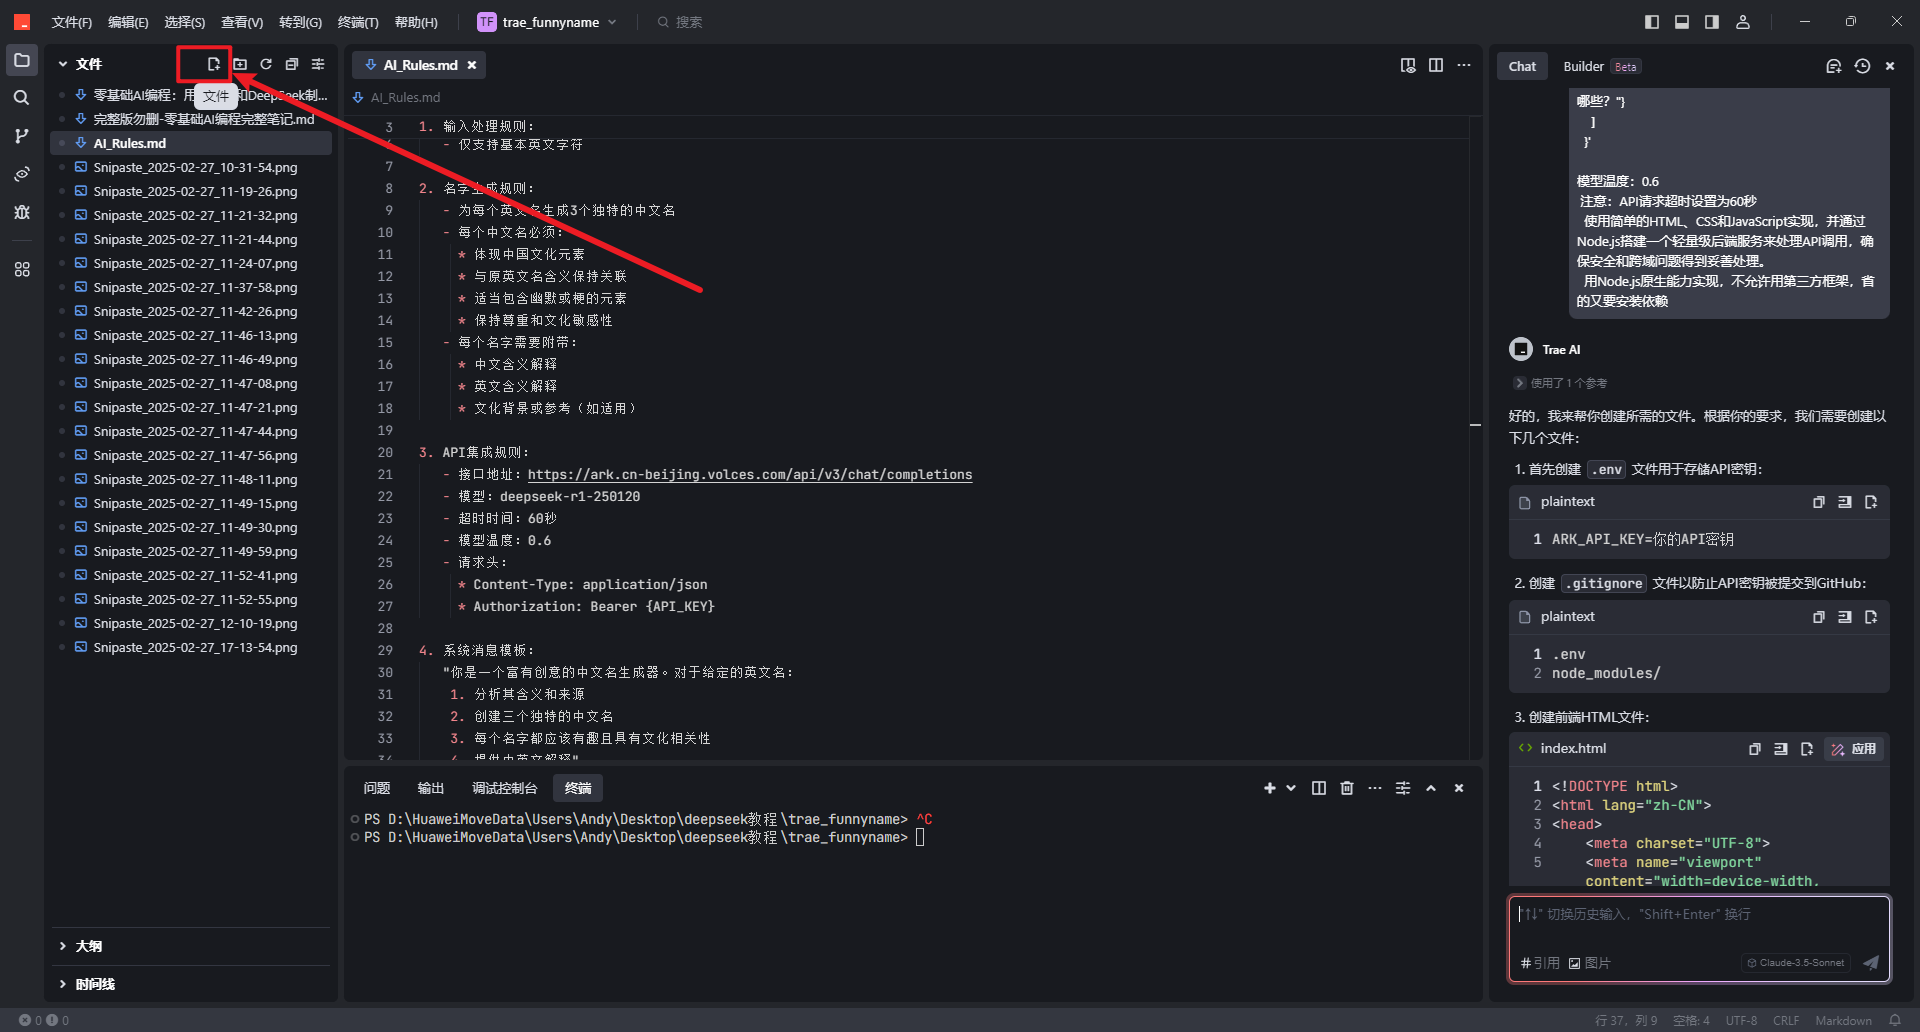 文件(F) 编辑(E) 选择(S) 查看(V) 转到(G) 终端(T) 帮助(H) TF trae_funnyname 搜索
文件
零基础AI编程：用 和DeepSeek制...
文件
完整版勿删-零基础AI编程完整笔记.md
AI_Rules.md
Snipaste_2025-02-27_10-31-54.png
Snipaste_2025-02-27_11-19-26.png
Snipaste_2025-02-27_11-21-32.png
Snipaste_2025-02-27_11-21-44.png
Snipaste_2025-02-27_11-24-07.png
Snipaste_2025-02-27_11-37-58.png
Snipaste_2025-02-27_11-42-26.png
Snipaste_2025-02-27_11-46-13.png
Snipaste_2025-02-27_11-46-49.png
Snipaste_2025-02-27_11-47-08.png
Snipaste_2025-02-27_11-47-21.png
Snipaste_2025-02-27_11-47-44.png
Snipaste_2025-02-27_11-47-56.png
Snipaste_2025-02-27_11-48-11.png
Snipaste_2025-02-27_11-49-15.png
Snipaste_2025-02-27_11-49-30.png
Snipaste_2025-02-27_11-49-59.png
Snipaste_2025-02-27_11-52-41.png
Snipaste_2025-02-27_11-52-55.png
Snipaste_2025-02-27_12-10-19.png
Snipaste_2025-02-27_17-13-54.png
大纲
时间线
AI_Rules.md
AI_Rules.md
3 1. 输入处理规则：
- 仅支持基本英文字符
7
8 2. 名字生成规则：
9 - 为每个英文名生成3个独特的中文名
10 - 每个中文名必须：
11 * 体现中国文化元素
12 * 与原英文名含义保持关联
13 * 适当包含幽默或梗的元素
14 * 保持尊重和文化敏感性
15 - 每个名字需要附带：
16 * 中文含义解释
17 * 英文含义解释
18 * 文化背景或参考（如适用）
19
20 3. API集成规则：
21 - 接口地址：https://ark.cn-beijing.volces.com/api/v3/chat/completions
22 - 模型：deepseek-r1-250120
23 - 超时时间：60秒
24 - 模型温度：0.6
25 - 请求头：
26 * Content-Type: application/json
27 * Authorization: Bearer {API_KEY}
28
29 4. 系统消息模板：
30 "你是一个富有创意的中文名生成器。对于给定的英文名：
31 1. 分析其含义和来源
32 2. 创建三个独特的中文名
33 3. 每个名字都应该有趣且具有文化相关性
34 4. 提供中英文解释"
问题 输出 调试控制台 终端
PS D:\HuaweiMoveData\Users\Andy\Desktop\deepseek教程\trae_funnyname> ^C
PS D:\HuaweiMoveData\Users\Andy\Desktop\deepseek教程\trae_funnyname>
Chat Builder Beta
哪些？"}
]
}'
模型温度：0.6
注意：API请求超时设置为60秒
使用简单的HTML、CSS和JavaScript实现，并通过
Node.js搭建一个轻量级后端服务来处理API调用，确
保安全和跨域问题得到妥善处理。
用Node.js原生能力实现，不允许用第三方框架，省
的又要安装依赖
Trae AI
使用了 1 个参考
好的，我来帮你创建所需的文件。根据你的要求，我们需要创建以
下几个文件：
1. 首先创建 .env 文件用于存储API密钥：
plaintext
1 ARK_API_KEY=你的API密钥
2. 创建 .gitignore 文件以防止API密钥被提交到GitHub：
plaintext
1 .env
2 node_modules/
3. 创建前端HTML文件：
index.html 应用
1 <!DOCTYPE html>
2 <html lang="zh-CN">
3 <head>
4 <meta charset="UTF-8">
5 <meta name="viewport"
content="width=device-width,
"↑↓" 切换历史输入，"Shift+Enter" 换行
#引用 图片 Claude-3.5-Sonnet
0 0 行 37，列 9 空格: 4 UTF-8 CRLF Markdown